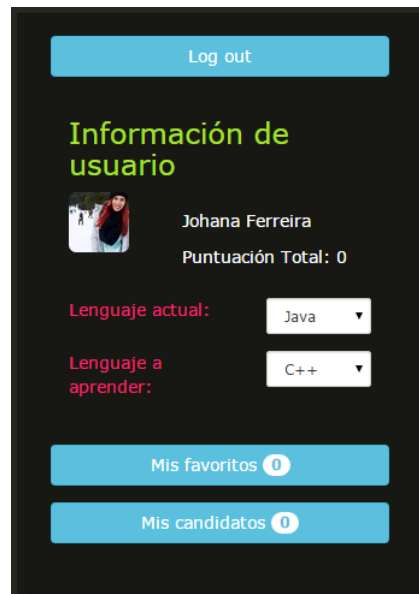 Log out
Información de
usuario
Johana Ferreira
Puntuación Total: 0
Lenguaje actual: Java
Lenguaje a
aprender: C++
Mis favoritos 0
Mis candidatos 0